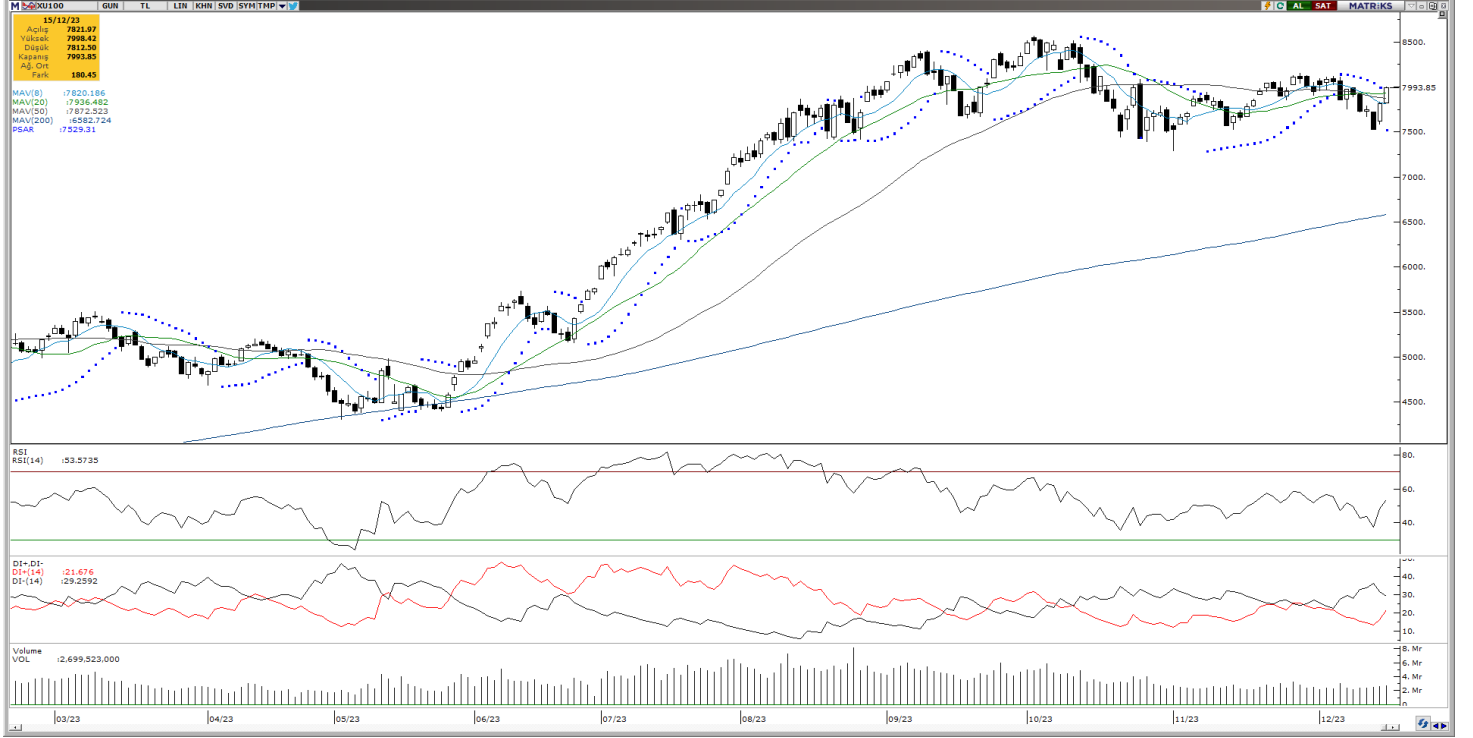 M XU100 GUN TL LIN KHN SVD SYM TMP AL SAT MATRiKS
15/12/23
Açılış 7821.97
Yüksek 7998.42
Düşük 7812.50
Kapanış 7993.85
Ağ. Ort
Fark 180.45
MAV(8) :7820.186
MAV(20) :7936.482
MAV(50) :7872.523
MAV(200) :6582.724
PSAR :7529.31
8500.
7993.85
7500.
7000.
6500.
6000.
5500.
5000.
4500.
RSI
RSI(14) :53.5735
80.
60.
40.
DI+,DI-
DI+(14) :21.676
DI-(14) :29.2592
40.
30.
20.
10.
Volume
VOL :2,699,523,000
8. Mr
6. Mr
4. Mr
2. Mr
0
03/23 04/23 05/23 06/23 07/23 08/23 09/23 10/23 11/23 12/23